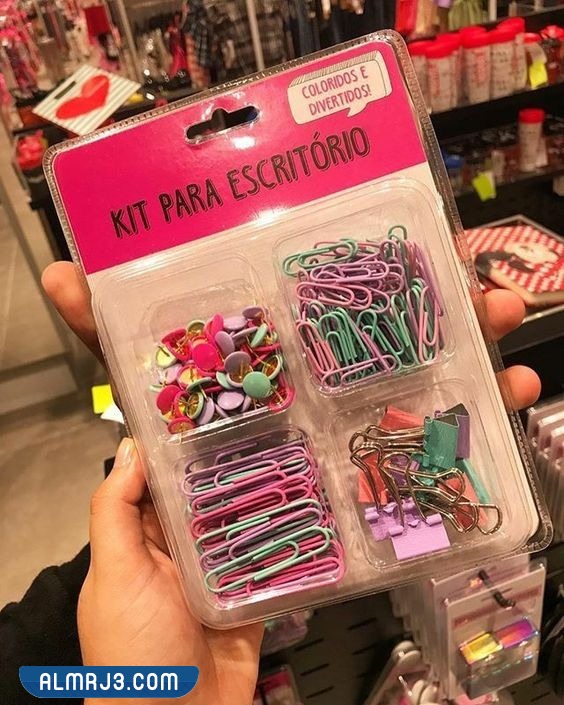 COLORIDOS E
DIVERTIDOS!
KIT PARA ESCRITÓRIO
ALMRJ3.COM